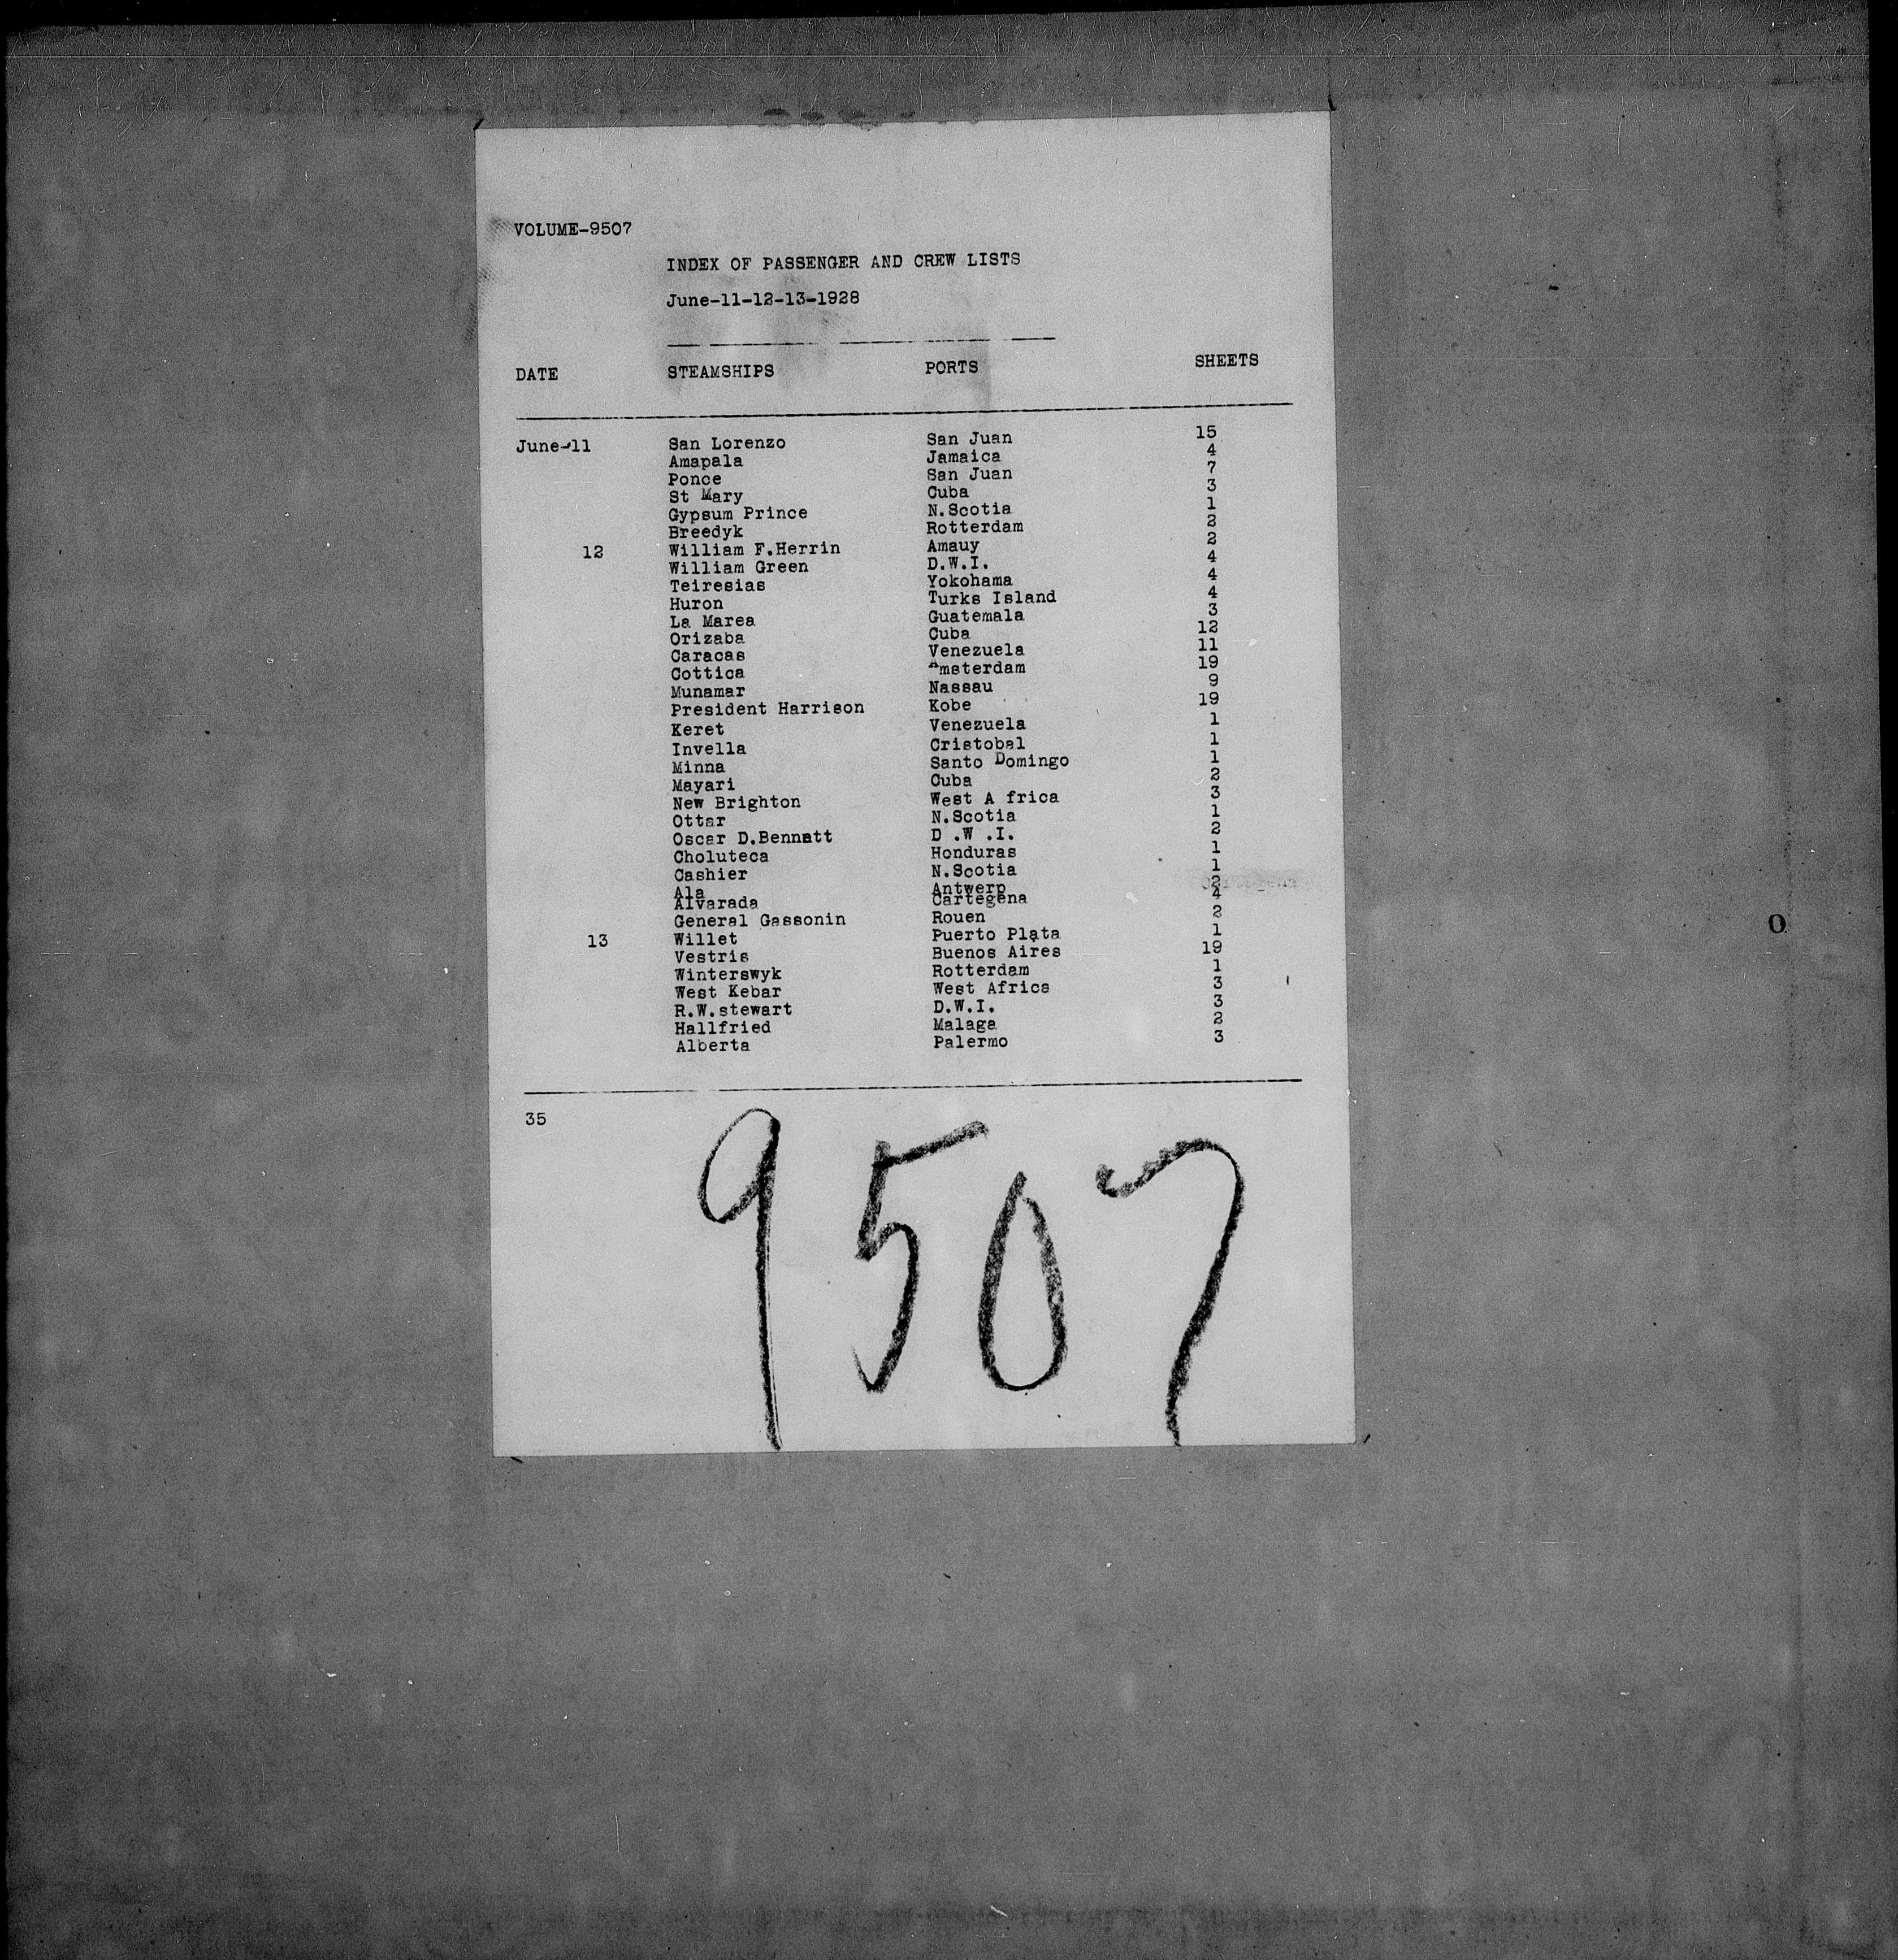 VOLUME-9507
INDEX OF PASSENGER AND CREW LISTS
June-11-12-13-1928
DATE STEAMSHIPS PORTS SHEETS
June-11 San Lorenzo San Juan 15
Amapala Jamaica 4
Ponce San Juan 7
St Mary Cuba 3
Gypsum Prince N.Scotia 1
Breedyk Rotterdam 2
12 William F.Herrin Amauy 2
William Green D.W.I. 4
Teiresias Yokohama 4
Huron Turks Island 4
La Marea Guatemala 3
Orizaba Cuba 12
Caracas Venezuela 11
Cottica Amsterdam 19
Munamar Nassau 9
President Harrison Kobe 19
Keret Venezuela 1
Invella Cristobal 1
Minna Santo Domingo 1
Mayari Cuba 2
New Brighton West A frica 3
Ottar N.Scotia 1
Oscar D.Bennatt D .W .I. 2
Choluteca Honduras 1
Cashier N.Scotia 1
Ala Antwerp 2
Alvarada Cartegena 4
General Gassonin Rouen 2
13 Willet Puerto Plata 1
Vestris Buenos Aires 19
Winterswyk Rotterdam 1
West Kebar West Africa 3
R.W.stewart D.W.I. 3
Hallfried Malaga 2
Alberta Palermo 3
35
9507
O